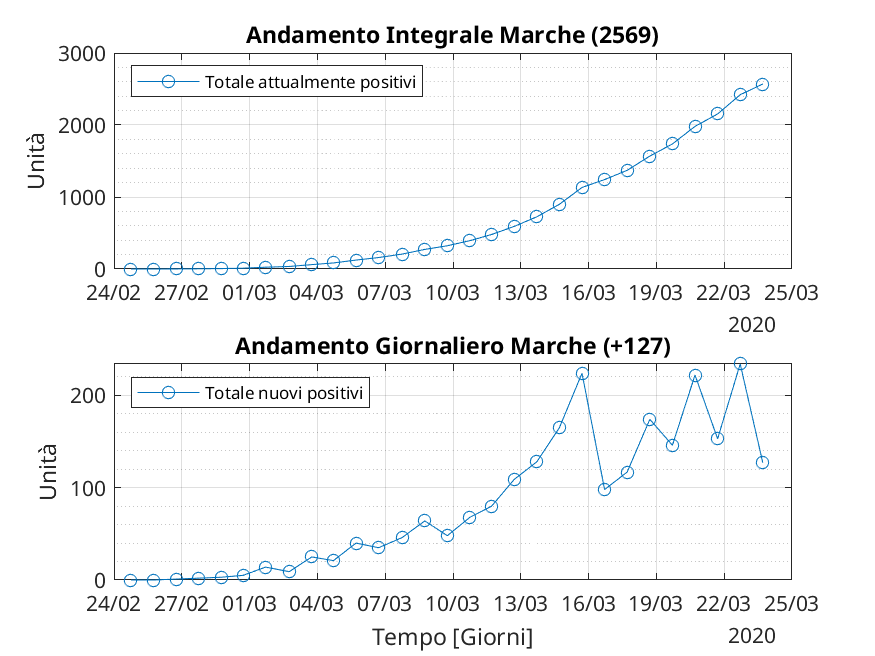 Andamento Integrale Marche (2569)
3000
2000
1000
0
Unità
Totale attualmente positivi
24/02 27/02 01/03 04/03 07/03 10/03 13/03 16/03 19/03 22/03 25/03
2020
Andamento Giornaliero Marche (+127)
200
100
0
Unità
Totale nuovi positivi
24/02 27/02 01/03 04/03 07/03 10/03 13/03 16/03 19/03 22/03 25/03
Tempo [Giorni]
2020